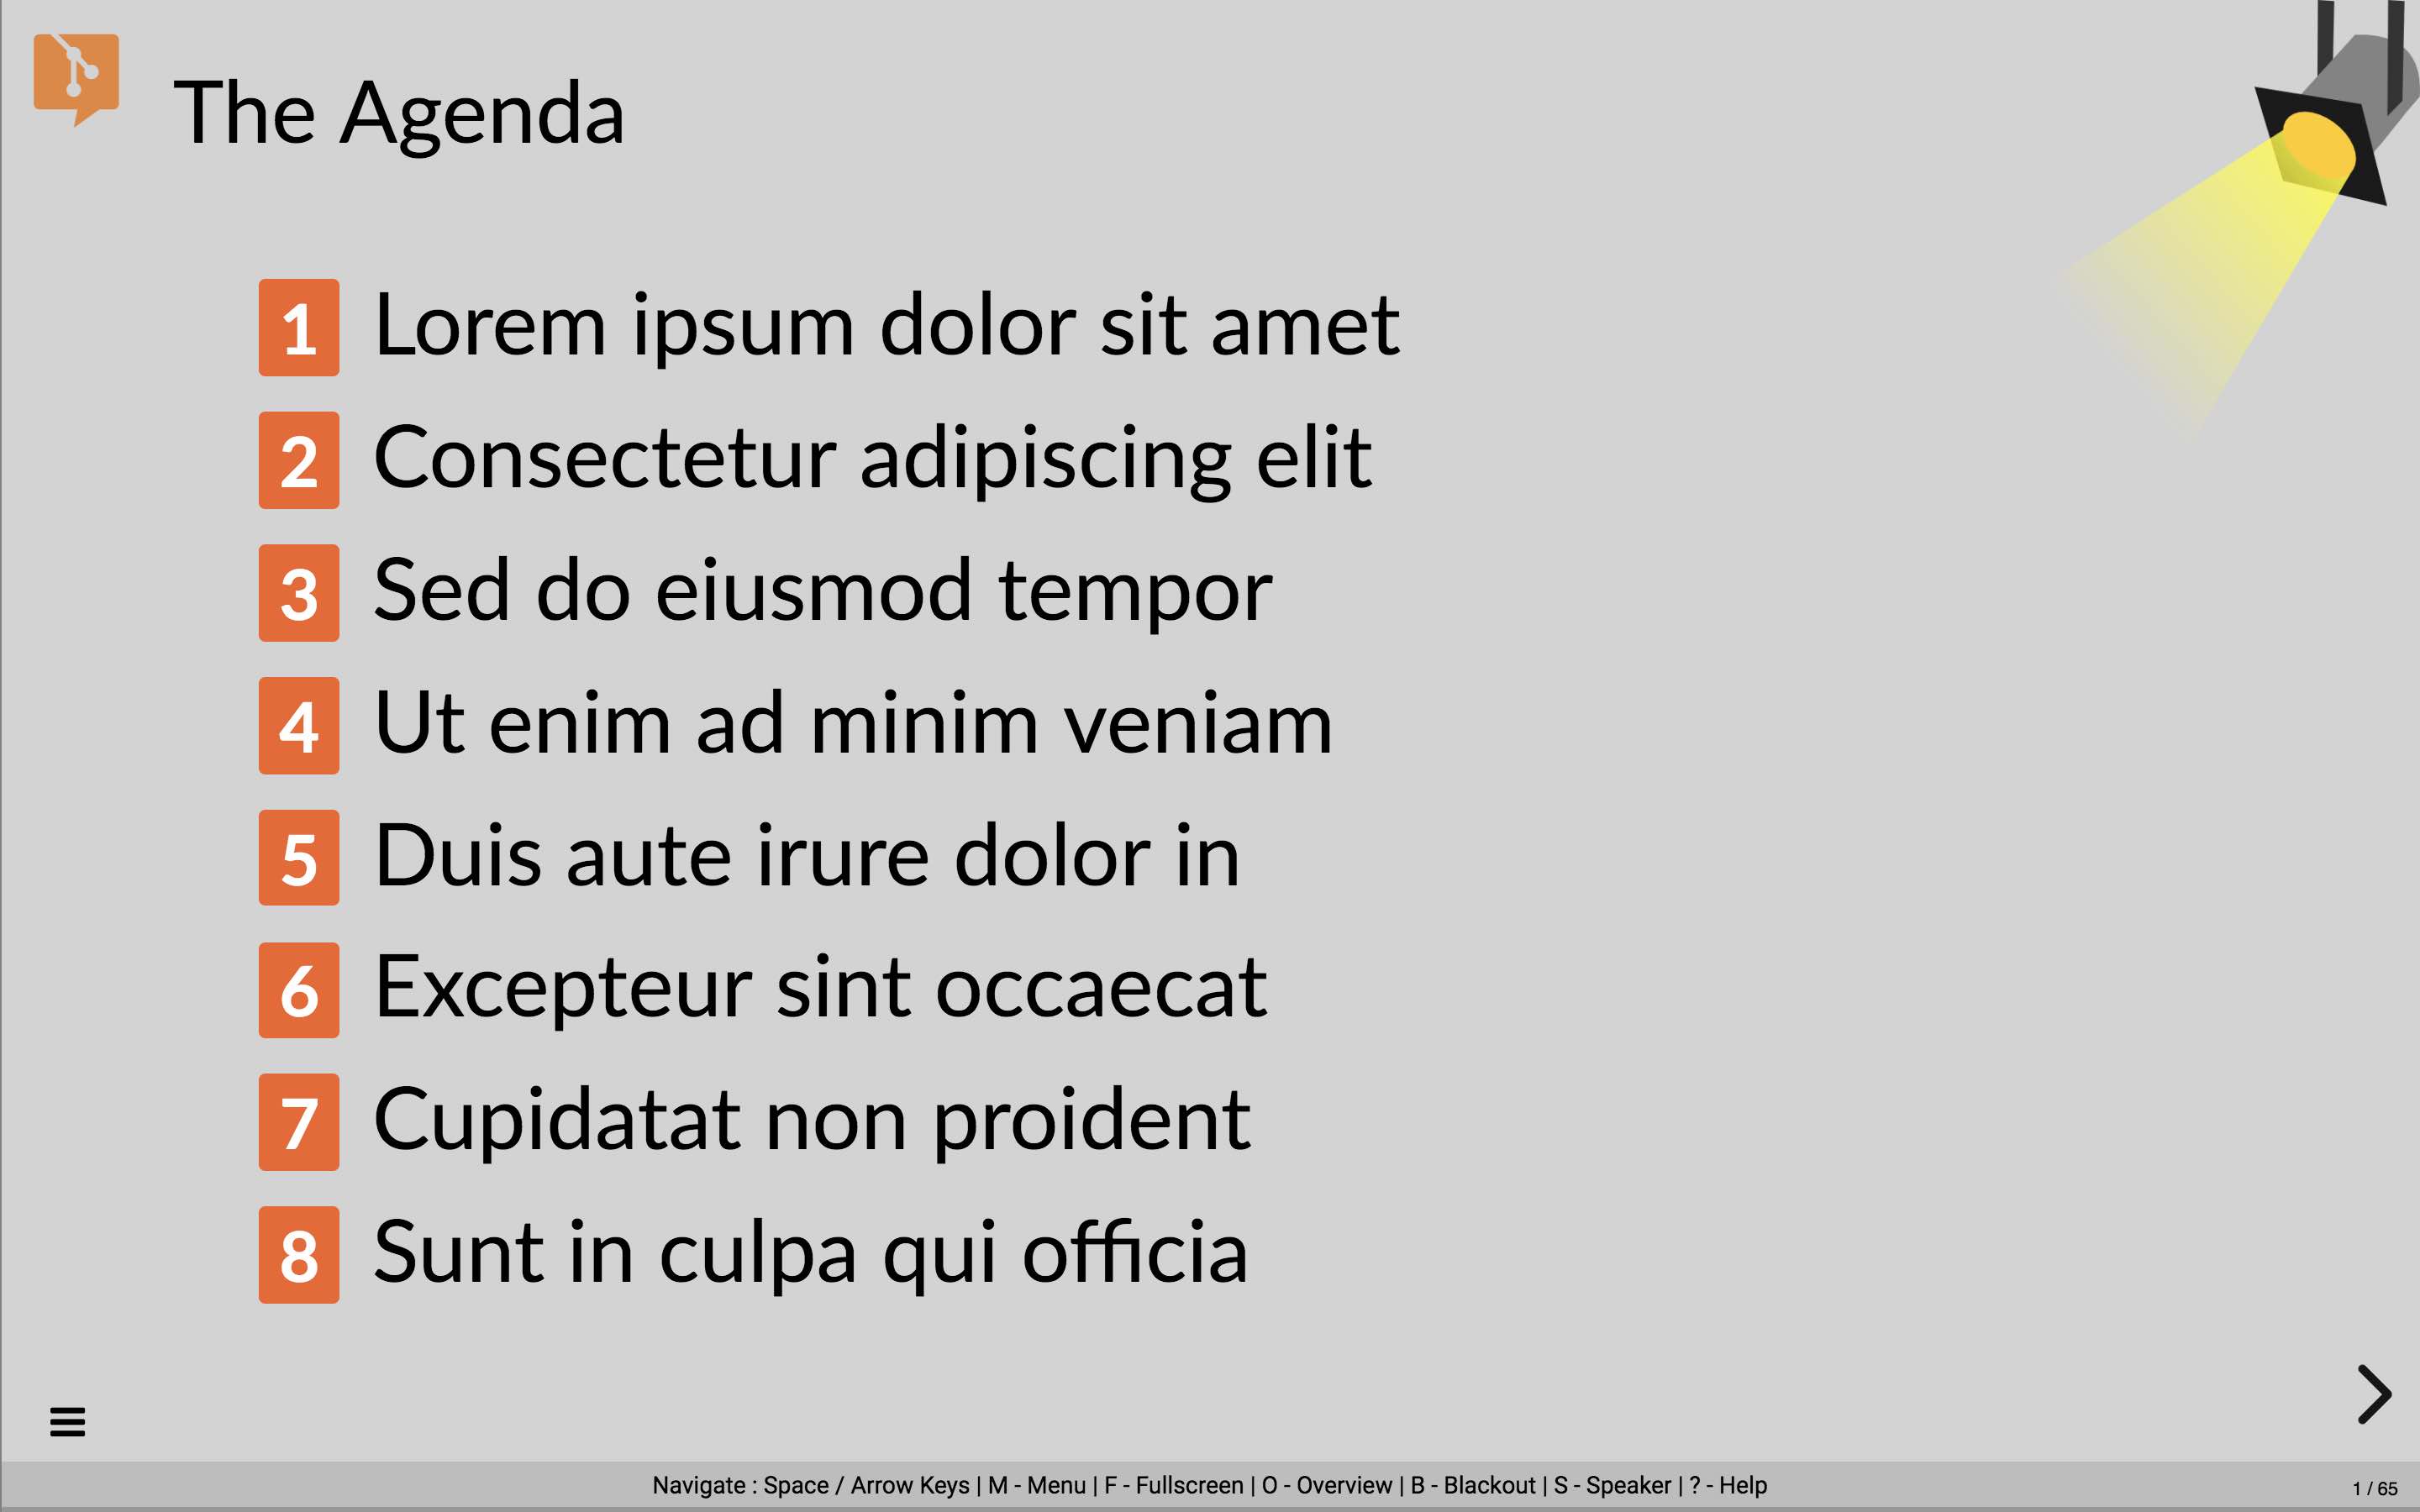 The Agenda
1 Lorem ipsum dolor sit amet
2 Consectetur adipiscing elit
3 Sed do eiusmod tempor
4 Ut enim ad minim veniam
5 Duis aute irure dolor in
6 Excepteur sint occaecat
7 Cupidatat non proident
8 Sunt in culpa qui officia
Navigate : Space / Arrow Keys | M - Menu | F - Fullscreen | O - Overview | B - Blackout | S - Speaker | ? - Help
1 / 65